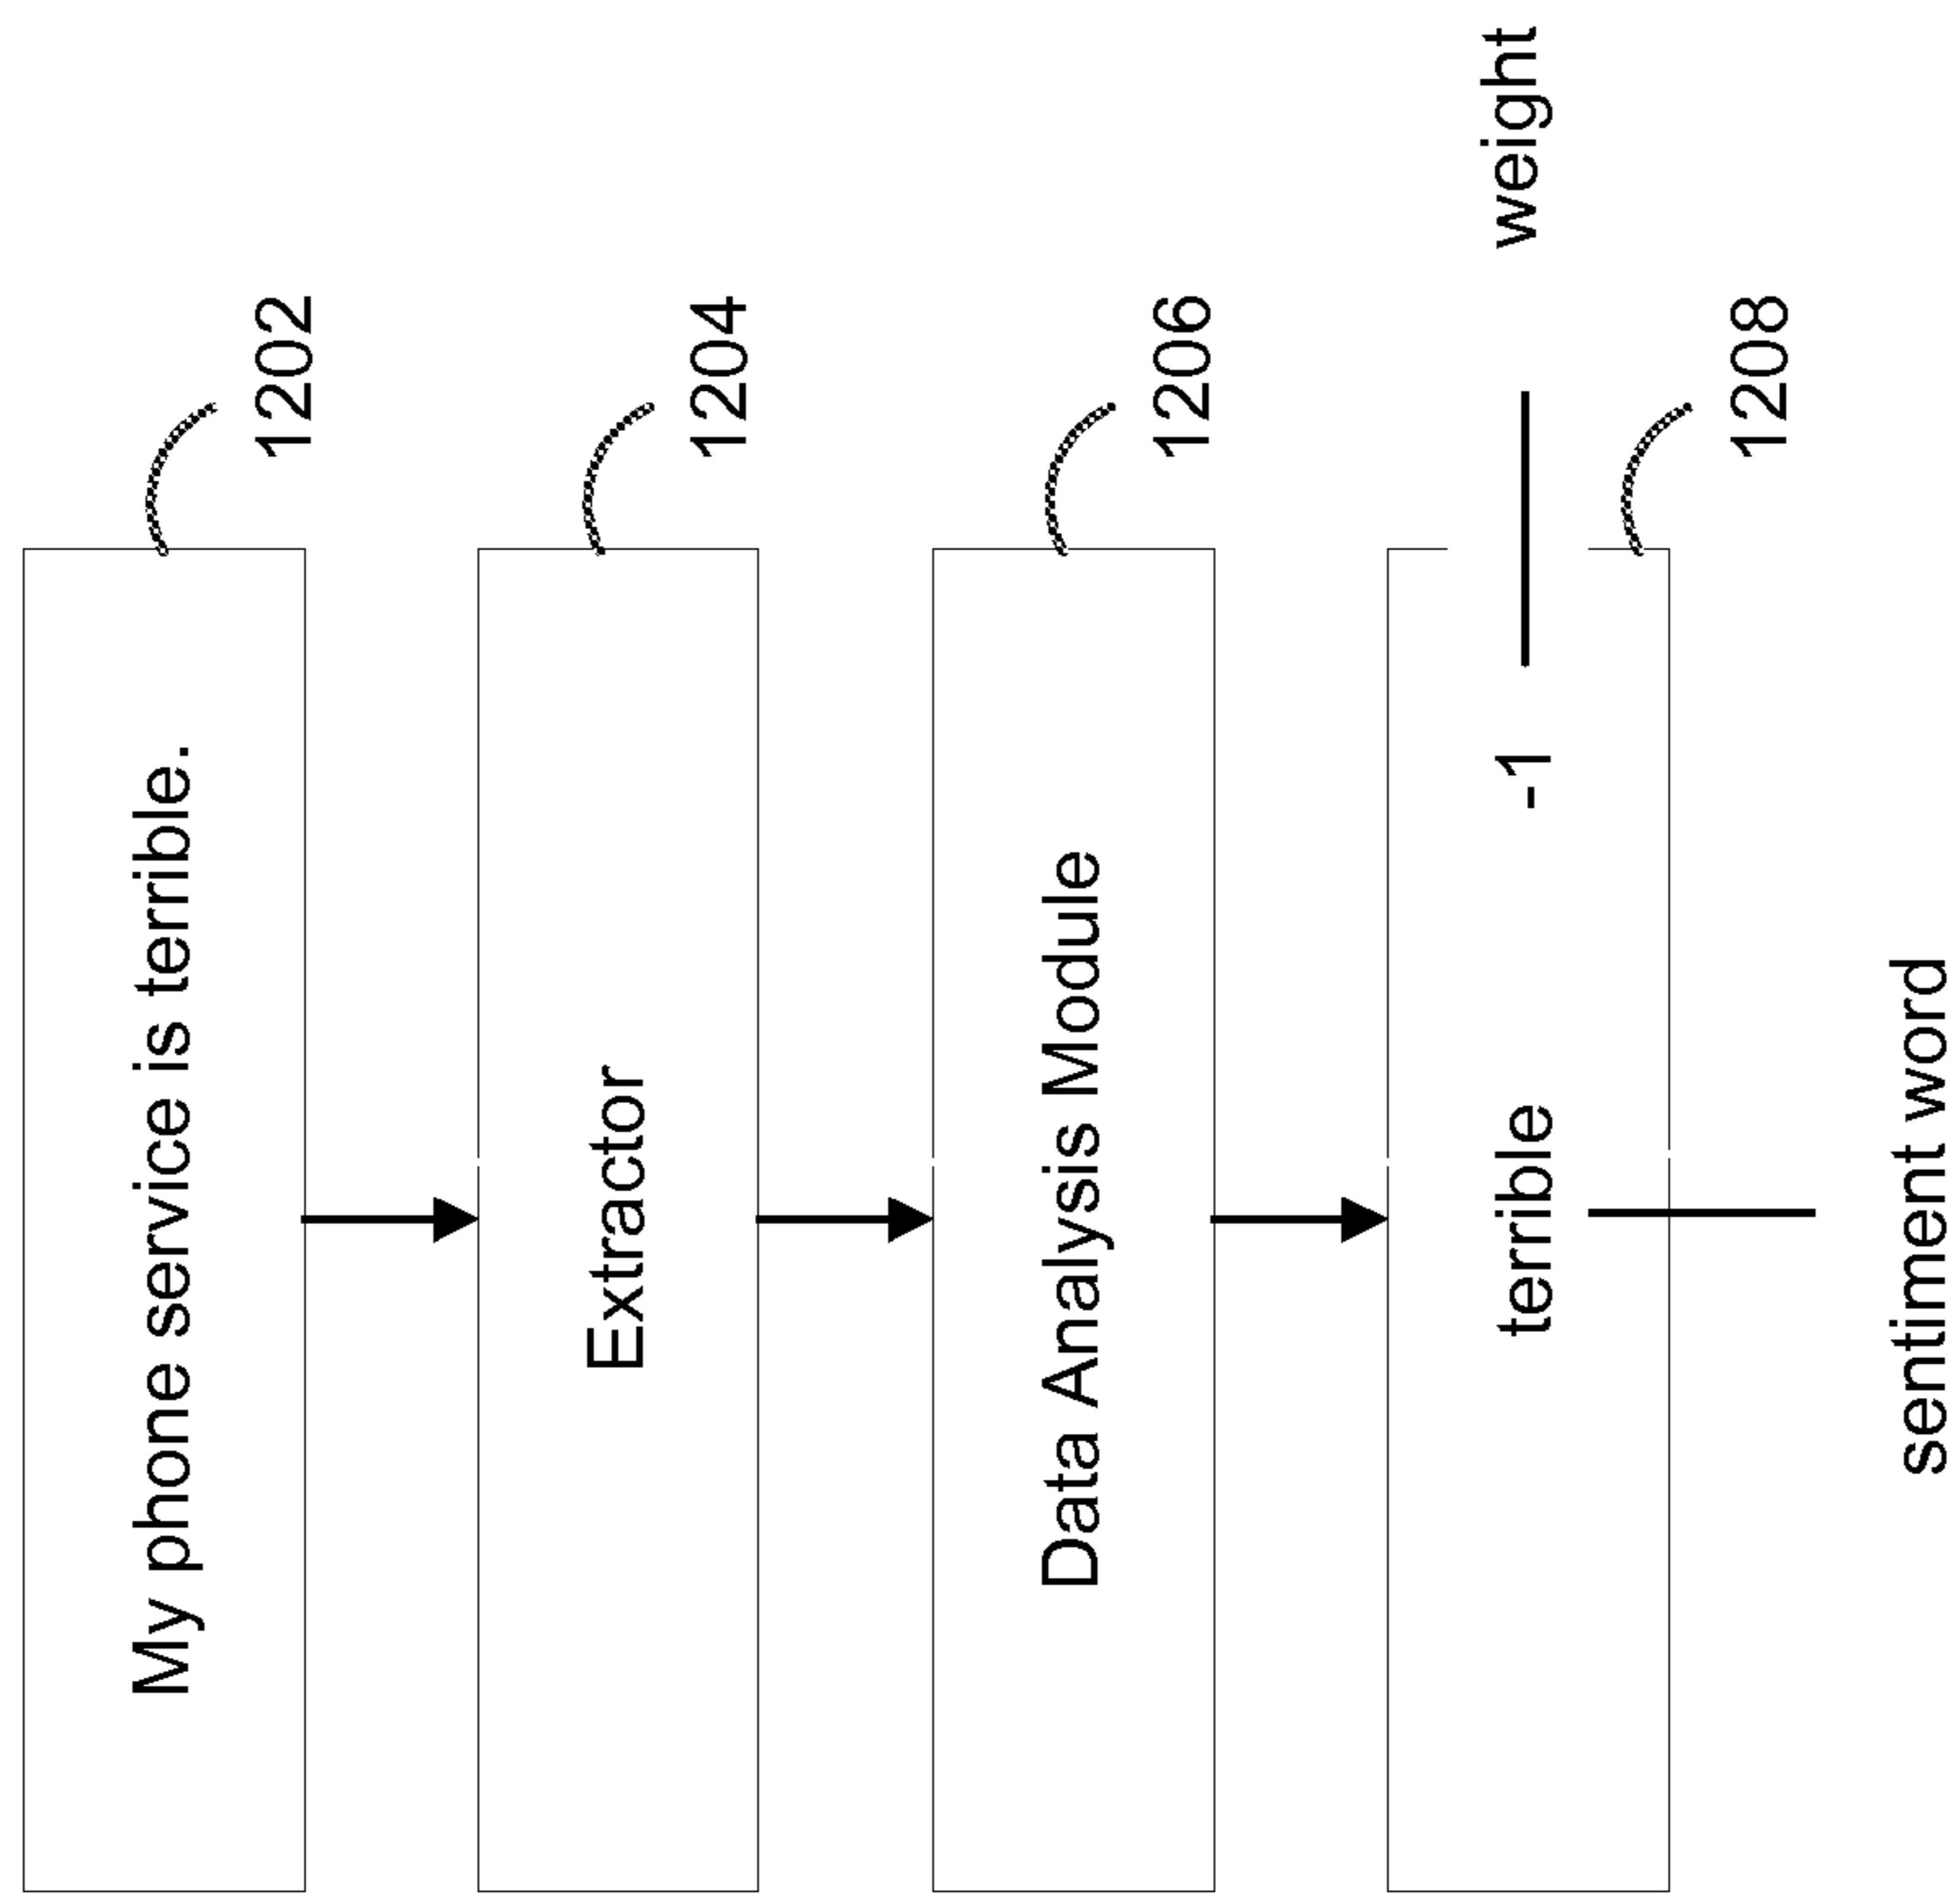 My phone service is terrible.
1202
Extractor
1204
Data Analysis Module
1206
terrible -1 weight
1208
sentiment word